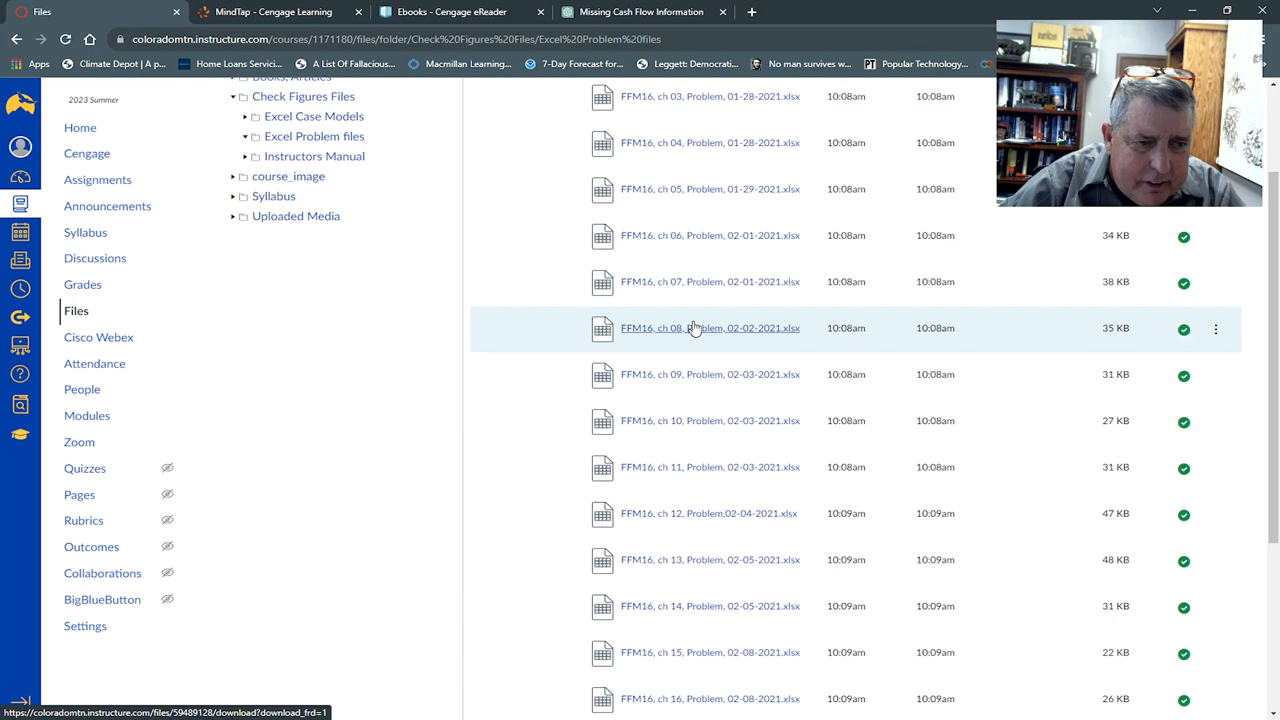 Files
MindTap - Cengage Learning
Ebooks - Cengage eReader
Missing Cash Flow Information
Apps
Climate Depot | A p...
Home Loans Servic...
A List Of Fallacious...
Macmillan Learning...
7-Day Forecast for...
Leggett Democrati...
No man survives w...
Popular Technology...
2023 Summer
Home
Cengage
Assignments
Announcements
Syllabus
Discussions
Grades
Files
Cisco Webex
Attendance
People
Modules
Zoom
Quizzes
Pages
Rubrics
Outcomes
Collaborations
BigBlueButton
Settings
Books, Articles
Check Figures Files
Excel Case Models
Excel Problem files
Instructors Manual
course_image
Syllabus
Uploaded Media
FFM16, ch 03, Problem, 01-28-2021.xlsx 10:08am 10:08am
FFM16, ch 04, Problem, 01-28-2021.xlsx 10:08am 10:08am
FFM16, ch 05, Problem, 01-29-2021.xlsx 10:08am 10:08am
FFM16, ch 06, Problem, 02-01-2021.xlsx 10:08am 10:08am 34 KB
FFM16, ch 07, Problem, 02-01-2021.xlsx 10:08am 10:08am 38 KB
FFM16, ch 08, Problem, 02-02-2021.xlsx 10:08am 10:08am 35 KB
FFM16, ch 09, Problem, 02-03-2021.xlsx 10:08am 10:08am 31 KB
FFM16, ch 10, Problem, 02-03-2021.xlsx 10:08am 10:08am 27 KB
FFM16, ch 11, Problem, 02-03-2021.xlsx 10:08am 10:08am 31 KB
FFM16, ch 12, Problem,02-04-2021.xlsx 10:09am 10:09am 47 KB
FFM16, ch 13, Problem, 02-05-2021.xlsx 10:09am 10:09am 48 KB
FFM16, ch 14, Problem, 02-05-2021.xlsx 10:09am 10:09am 31 KB
FFM16, ch 15, Problem, 02-08-2021.xlsx 10:09am 10:09am 22 KB
FFM16, ch 16, Problem, 02-08-2021.xlsx 10:09am 10:09am 26 KB
https://coloradomtn.instructure.com/files/59489128/download?download_frd=1